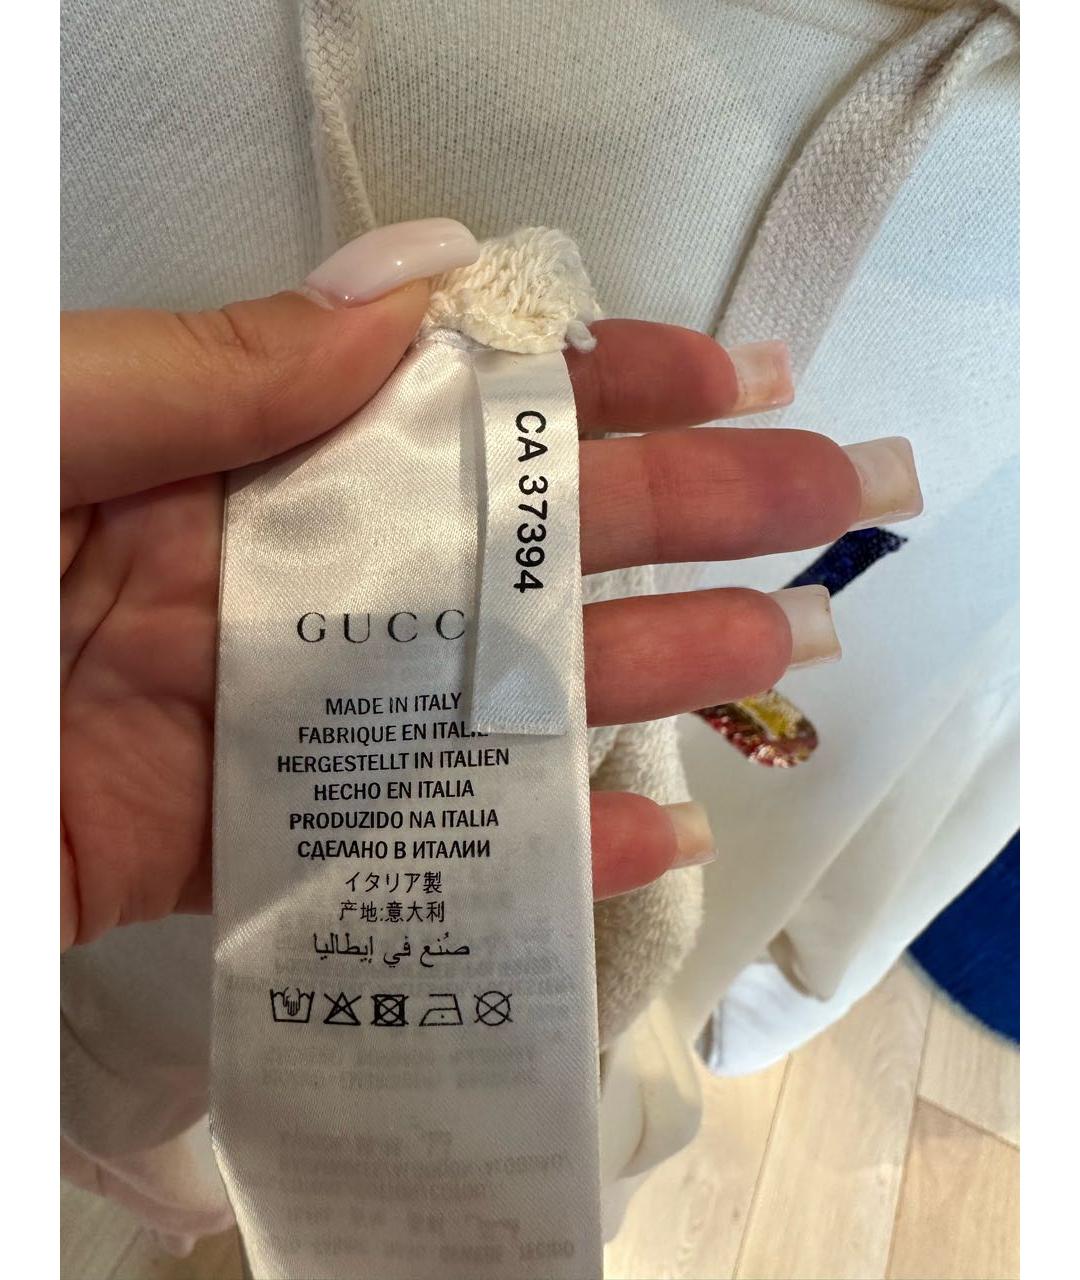 CA 37394
GUCC
MADE IN ITALY
FABRIQUE EN ITALIE
HERGESTELLT IN ITALIEN
HECHO EN ITALIA
PRODUZIDO NA ITALIA
СДЕЛАНО В ИТАЛИИ
イタリア製
产地:意大利
صُنع في إيطاليا